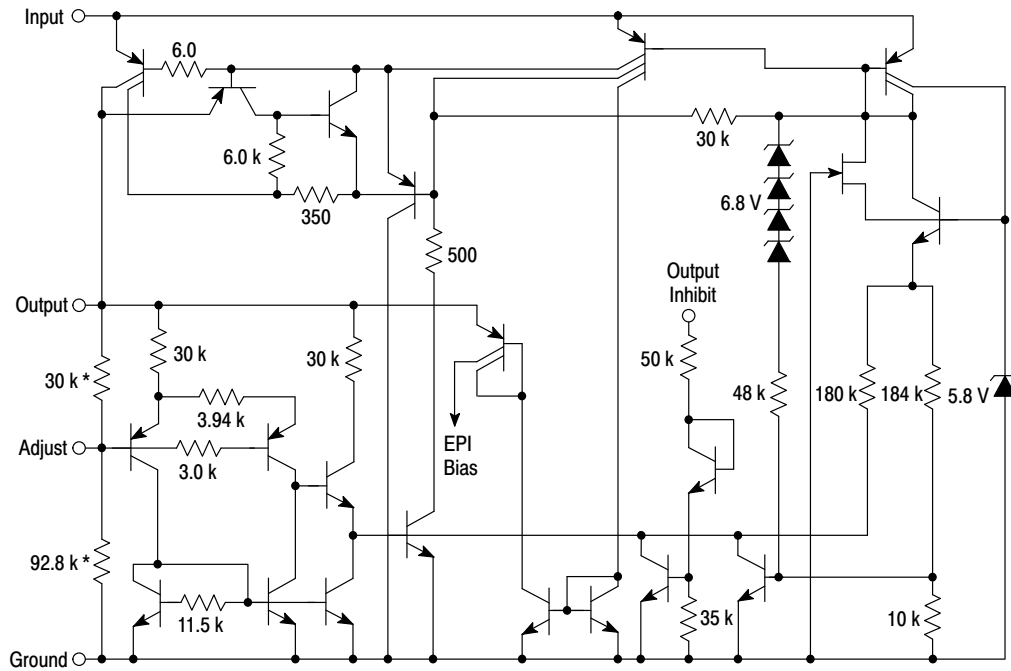 Input
6.0
30 k
6.0 k
6.8 V
350
500
Output
Inhibit
Output
50 k
30 k
30 k
30 k *
48 k
180 k
184 k
5.8 V
3.94 k
Adjust
EPI
Bias
3.0 k
92.8 k *
11.5 k
35 k
10 k
Ground